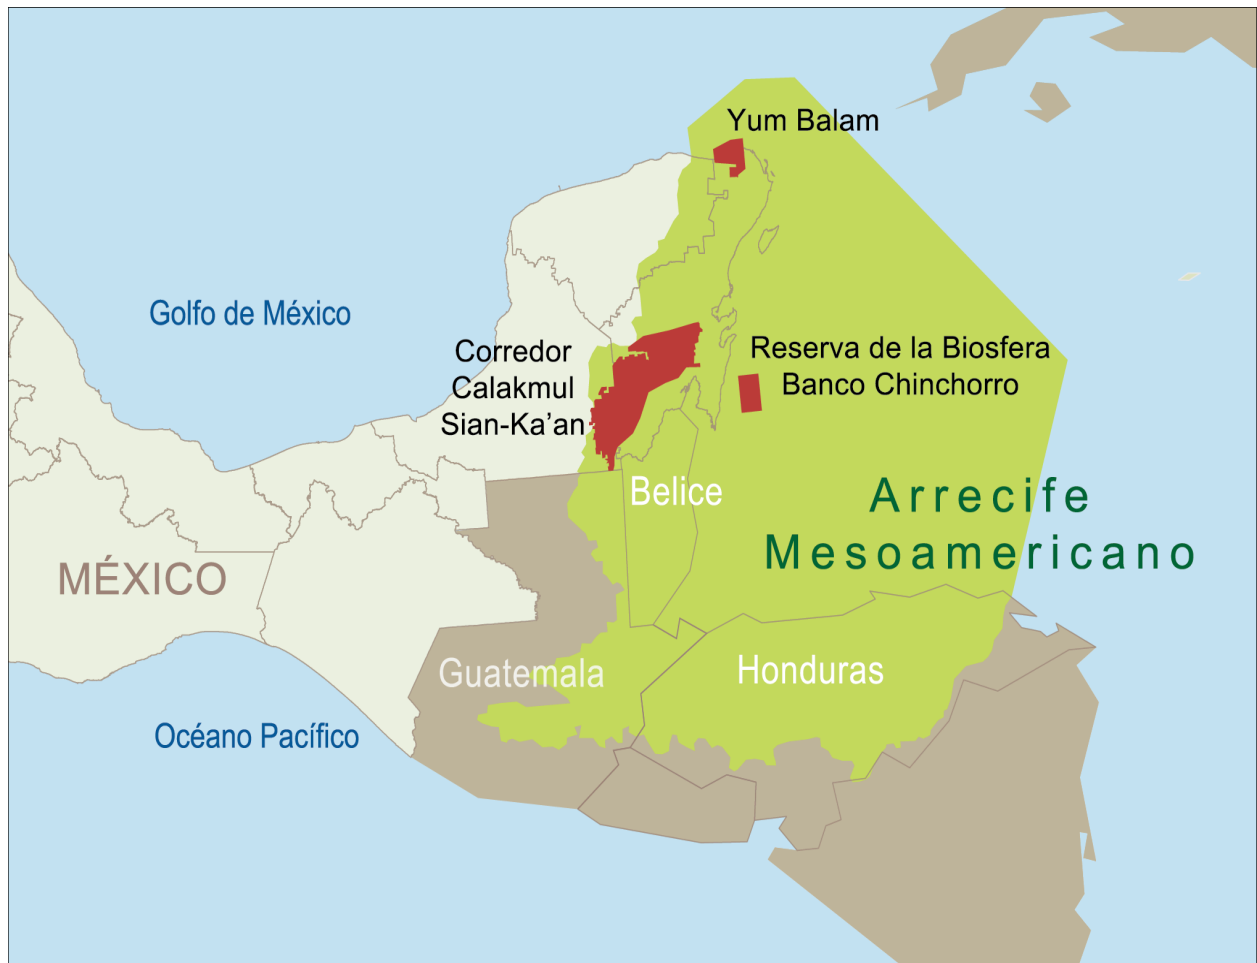 Yum Balam
Golfo de México
Corredor
Calakmul
Sian-Ka’an
Reserva de la Biosfera
Banco Chinchorro
Belice
Arrecife
Mesoamericano
MÉXICO
Guatemala
Honduras
Océano Pacífico